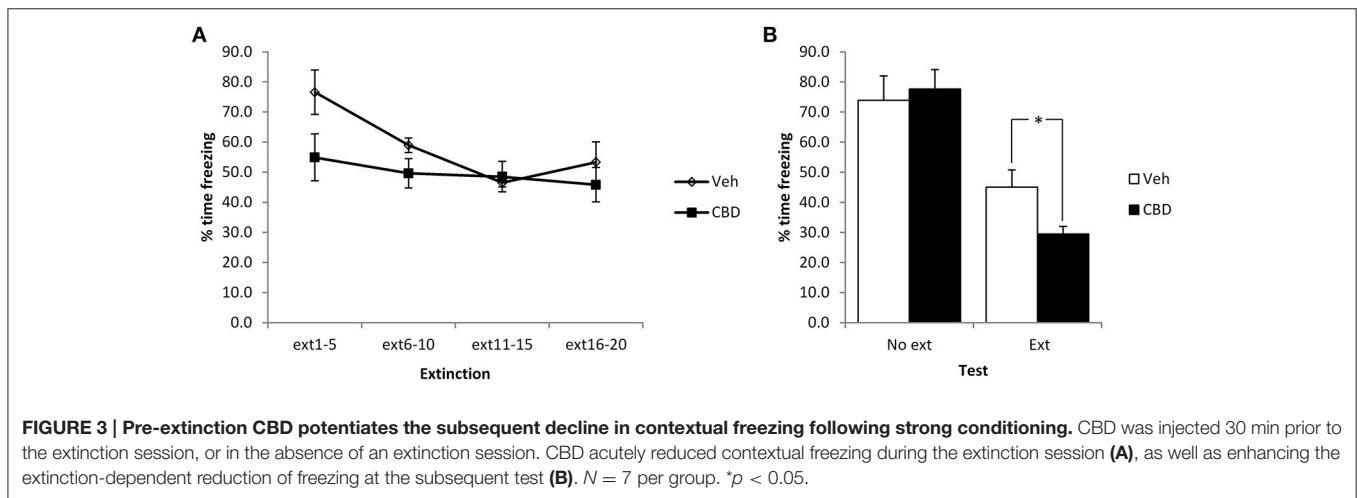 A
90.0
80.0
70.0
60.0
50.0
40.0
30.0
20.0
10.0
0.0
% time freezing
ext1-5 ext6-10 ext11-15 ext16-20
Extinction
Veh
CBD
B
90.0
80.0
70.0
60.0
50.0
40.0
30.0
20.0
10.0
0.0
% time freezing
*
No ext Ext
Test
Veh
CBD
FIGURE 3 | Pre-extinction CBD potentiates the subsequent decline in contextual freezing following strong conditioning. CBD was injected 30 min prior to
the extinction session, or in the absence of an extinction session. CBD acutely reduced contextual freezing during the extinction session (A), as well as enhancing the
extinction-dependent reduction of freezing at the subsequent test (B). N = 7 per group. *p < 0.05.